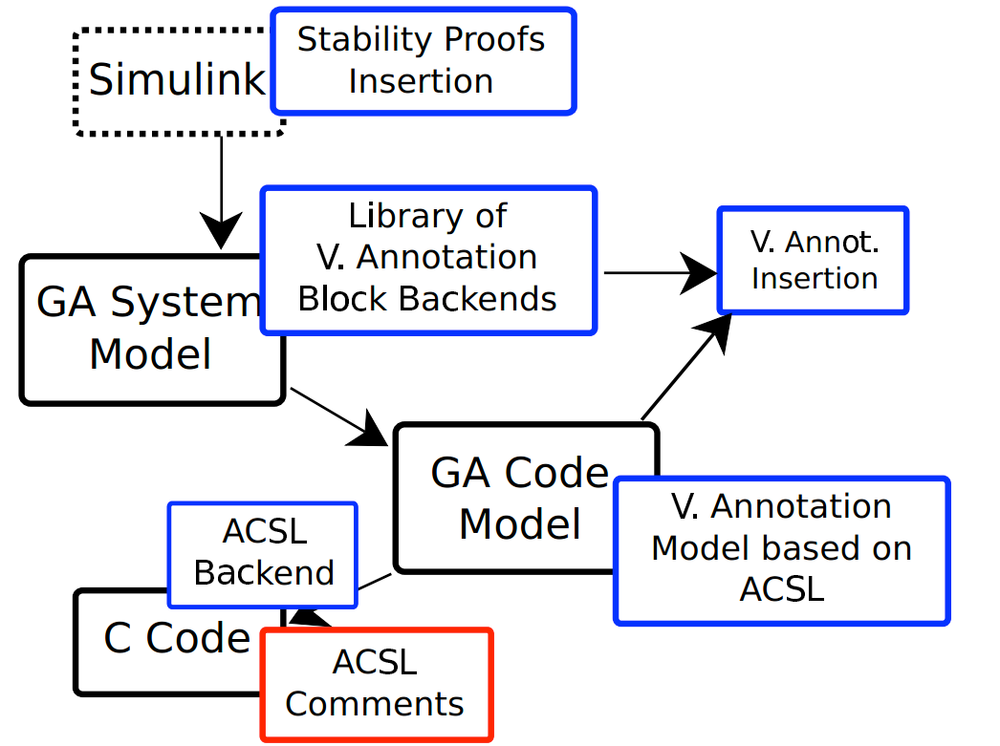 Simulink
Stability Proofs
Insertion
Library of
V. Annotation
Block Backends
V. Annot.
Insertion
GA System
Model
GA Code
Model
V. Annotation
Model based on
ACSL
ACSL
Backend
C Code
ACSL
Comments